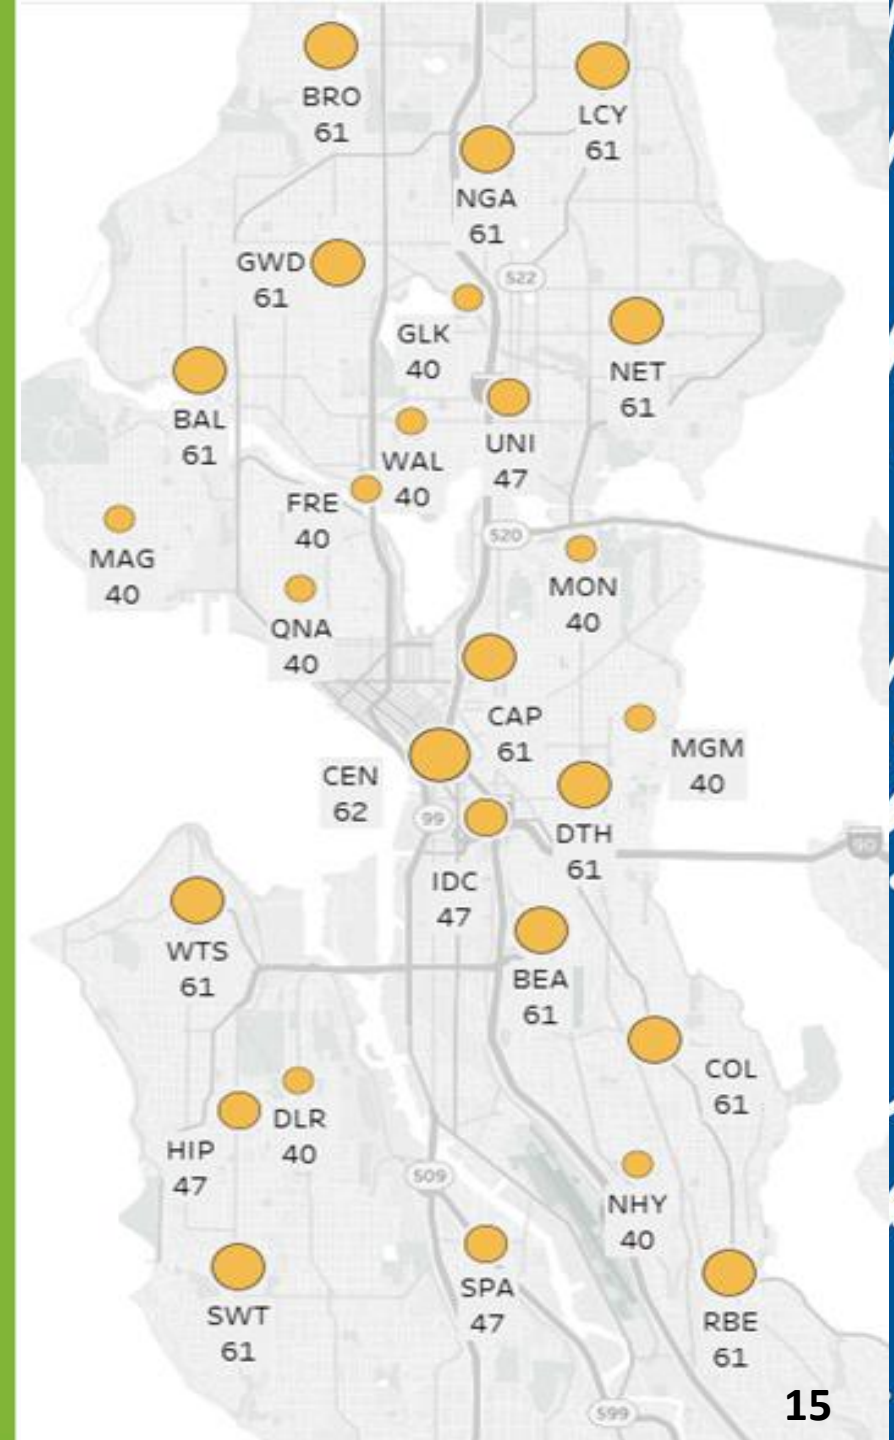 BRO
61
LCY
61
NGA
61
GWD
61
522
GLK
40
NET
61
BAL
61
UNI
47
WAL
40
FRE
40
520
MAG
40
MON
40
QNA
40
CAP
61
MGM
40
CEN
62
99
DTH
61
90
IDC
47
WTS
61
BEA
61
COL
61
DLR
40
HIP
47
509
NHY
40
SPA
47
SWT
61
RBE
61
599
15